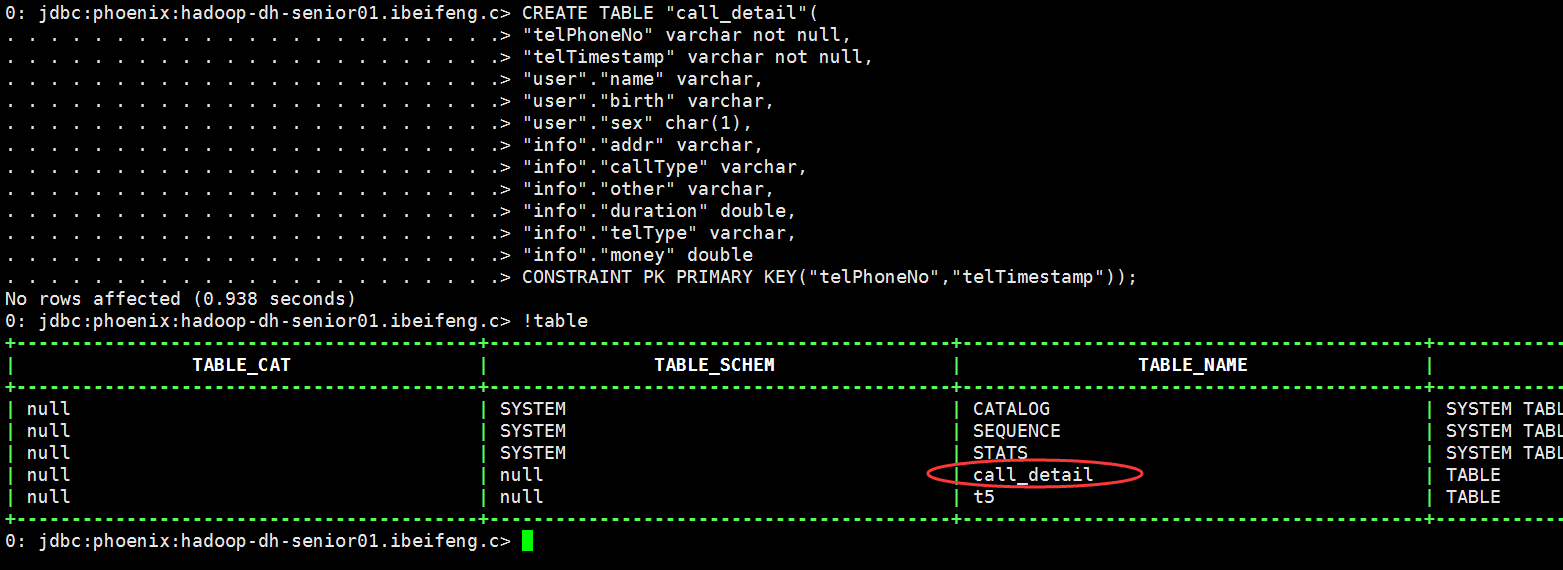 0: jdbc:phoenix:hadoop-dh-senior01.ibeifeng.c> CREATE TABLE "call_detail"(
. . . . . . . . . . . . . . . . . . . . . . .> "telPhoneNo" varchar not null,
. . . . . . . . . . . . . . . . . . . . . . .> "telTimestamp" varchar not null,
. . . . . . . . . . . . . . . . . . . . . . .> "user"."name" varchar,
. . . . . . . . . . . . . . . . . . . . . . .> "user"."birth" varchar,
. . . . . . . . . . . . . . . . . . . . . . .> "user"."sex" char(1),
. . . . . . . . . . . . . . . . . . . . . . .> "info"."addr" varchar,
. . . . . . . . . . . . . . . . . . . . . . .> "info"."callType" varchar,
. . . . . . . . . . . . . . . . . . . . . . .> "info"."other" varchar,
. . . . . . . . . . . . . . . . . . . . . . .> "info"."duration" double,
. . . . . . . . . . . . . . . . . . . . . . .> "info"."telType" varchar,
. . . . . . . . . . . . . . . . . . . . . . .> "info"."money" double
. . . . . . . . . . . . . . . . . . . . . . .> CONSTRAINT PK PRIMARY KEY("telPhoneNo","telTimestamp"));
No rows affected (0.938 seconds)
0: jdbc:phoenix:hadoop-dh-senior01.ibeifeng.c> !table
| TABLE_CAT | TABLE_SCHEM | TABLE_NAME |
| null | SYSTEM | CATALOG | SYSTEM TABL
| null | SYSTEM | SEQUENCE | SYSTEM TABL
| null | SYSTEM | STATS | SYSTEM TABL
| null | null | call_detail | TABLE
| null | null | t5 | TABLE
0: jdbc:phoenix:hadoop-dh-senior01.ibeifeng.c>